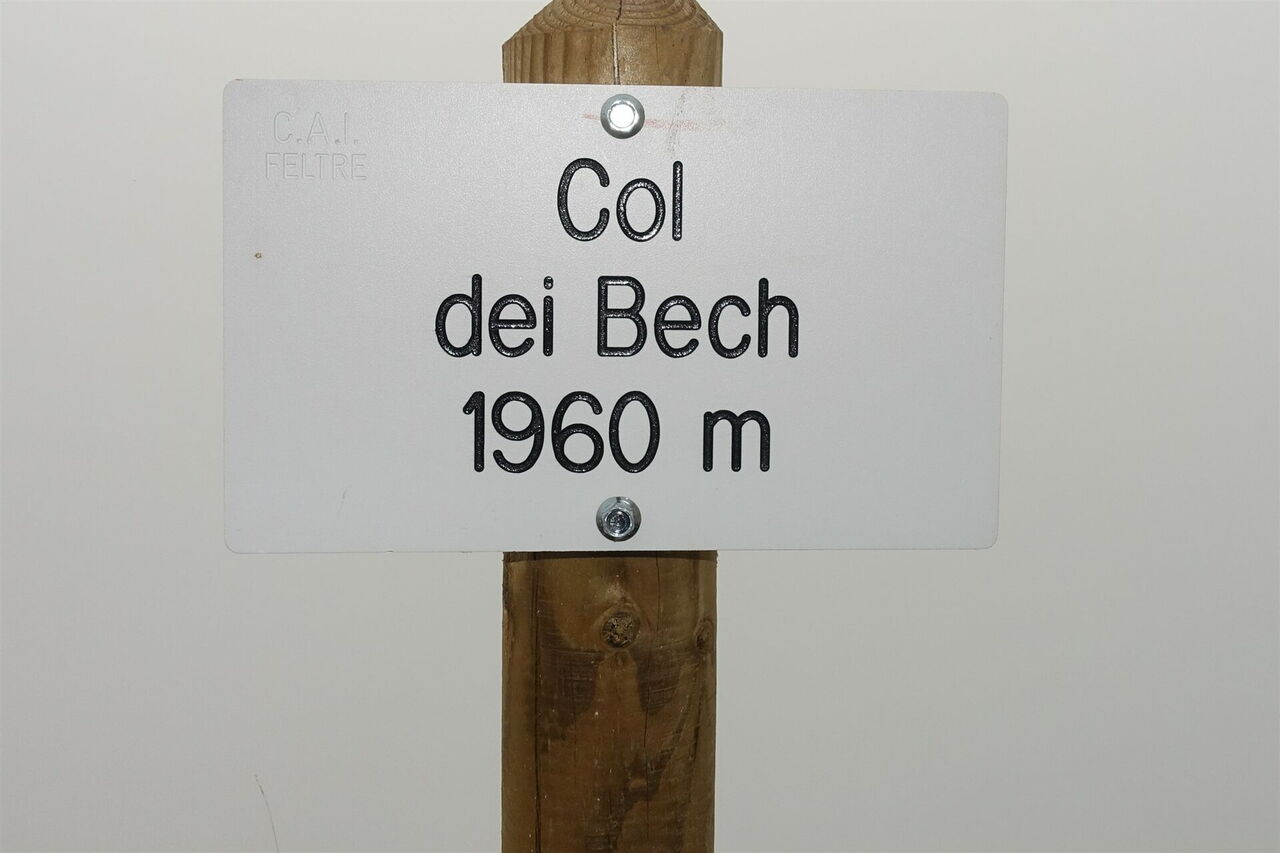 C.A.I.
FELTRE
Col
dei Bech
1960 m